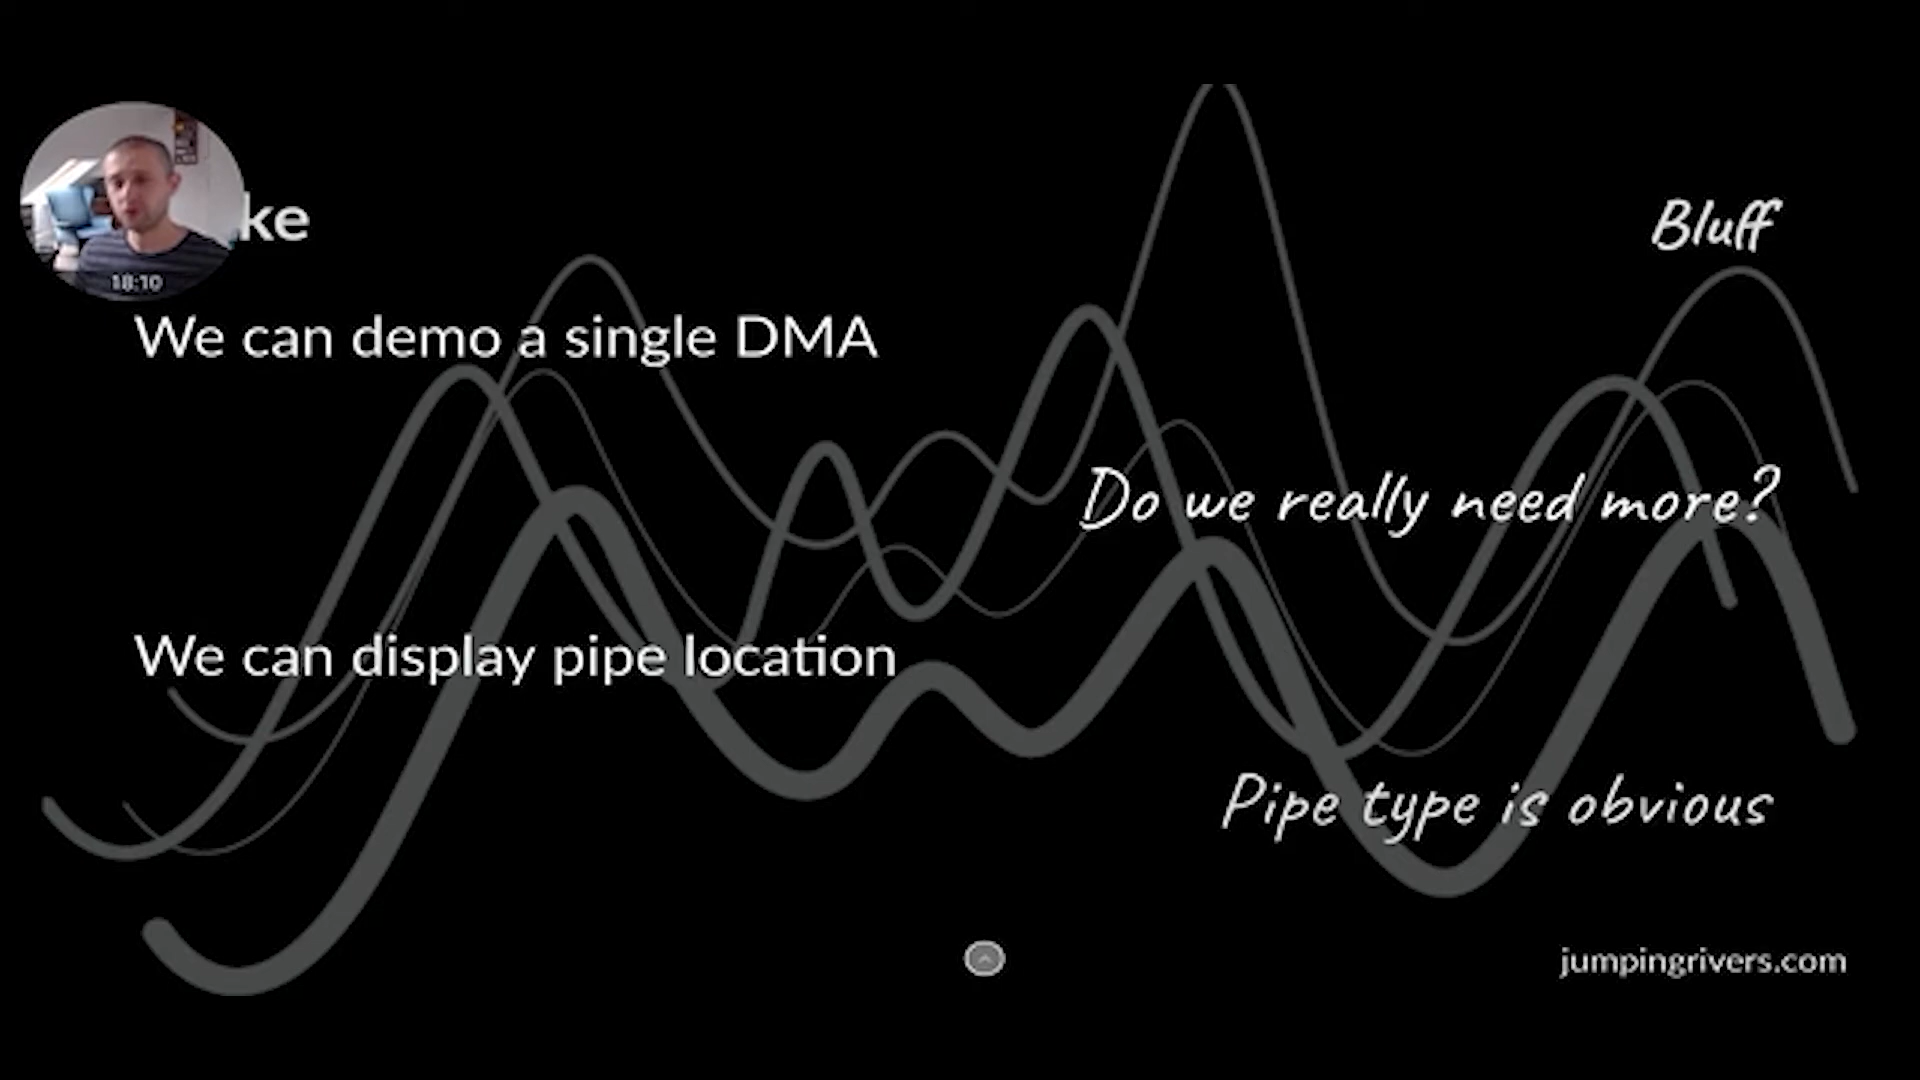 ke
Bluff
18:10
We can demo a single DMA
Do we really need more?
We can display pipe location
Pipe type is obvious
jumpingrivers.com